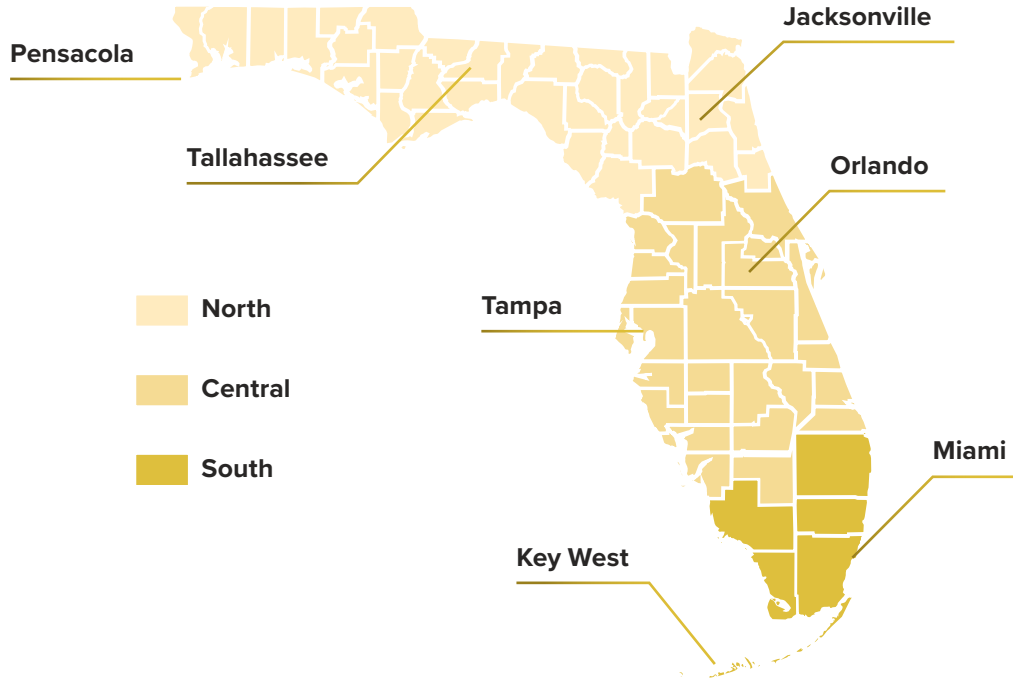 Jacksonville
Pensacola
Tallahassee
Orlando
North
Tampa
Central
South
Miami
Key West